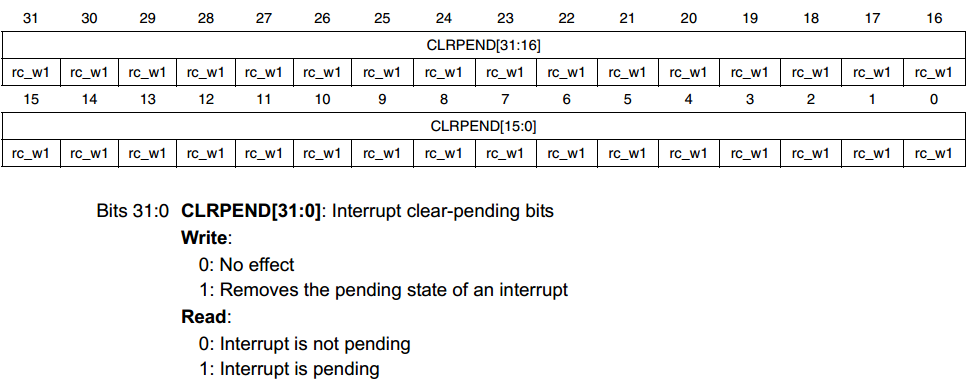 31 30 29 28 27 26 25 24 23 22 21 20 19 18 17 16
CLRPEND[31:16]
rc_w1 rc_w1 rc_w1 rc_w1 rc_w1 rc_w1 rc_w1 rc_w1 rc_w1 rc_w1 rc_w1 rc_w1 rc_w1 rc_w1 rc_w1 rc_w1
15 14 13 12 11 10 9 8 7 6 5 4 3 2 1 0
CLRPEND[15:0]
rc_w1 rc_w1 rc_w1 rc_w1 rc_w1 rc_w1 rc_w1 rc_w1 rc_w1 rc_w1 rc_w1 rc_w1 rc_w1 rc_w1 rc_w1 rc_w1
Bits 31:0 CLRPEND[31:0]: Interrupt clear-pending bits
Write:
0: No effect
1: Removes the pending state of an interrupt
Read:
0: Interrupt is not pending
1: Interrupt is pending